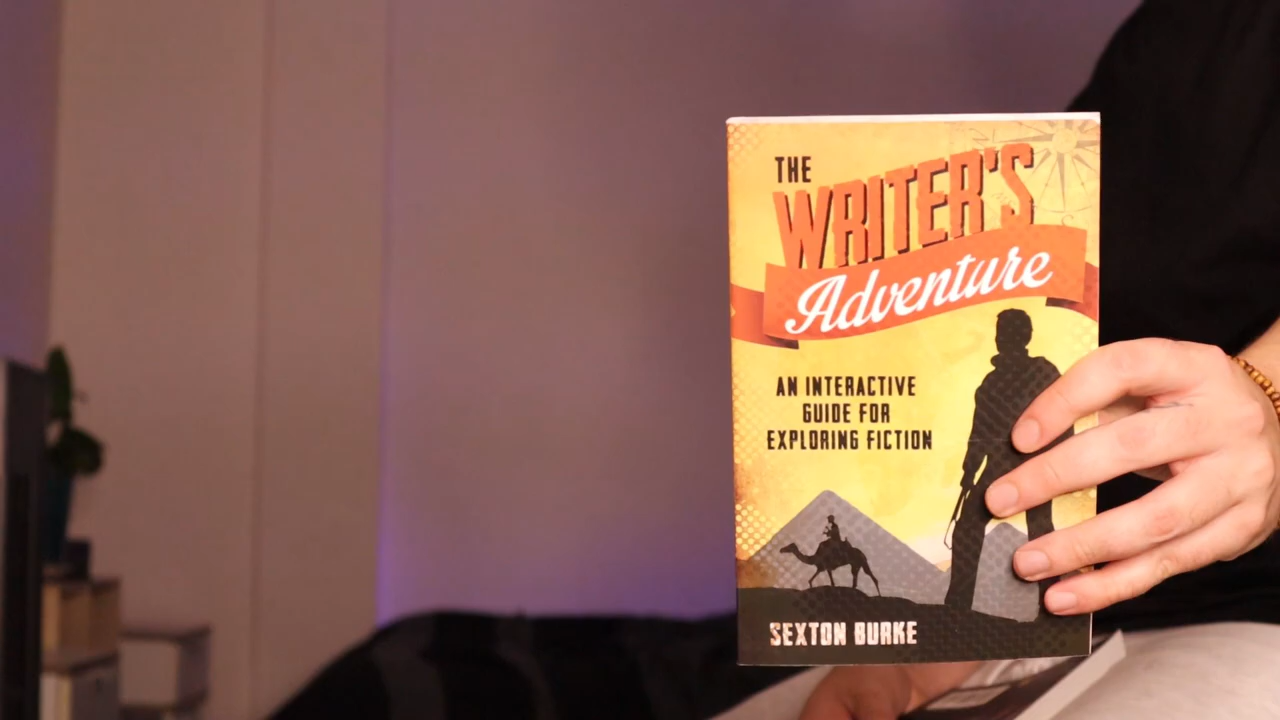 THE
WRITER'S
Adventure
AN INTERACTIVE
GUIDE FOR
EXPLORING FICTION
SEXTON BURKE